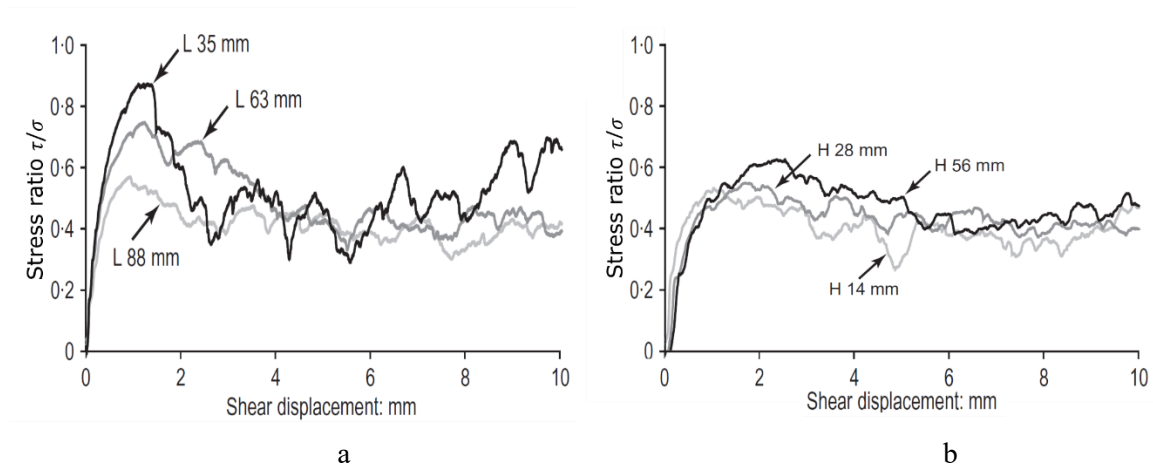 Stress ratio τ/σ
1·0
0·8
0·6
0·4
0·2
0
L 35 mm
L 63 mm
L 88 mm
0 2 4 6 8 10
Shear displacement: mm
a
Stress ratio τ/σ
1·0
0·8
0·6
0·4
0·2
0
H 28 mm
H 56 mm
H 14 mm
0 2 4 6 8 10
Shear displacement: mm
b